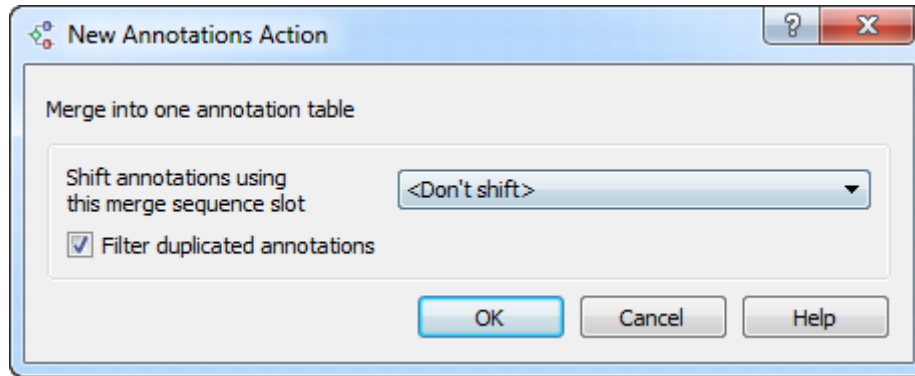 New Annotations Action
?
X
Merge into one annotation table
Shift annotations using
this merge sequence slot
<Don't shift>
Filter duplicated annotations
OK
Cancel
Help